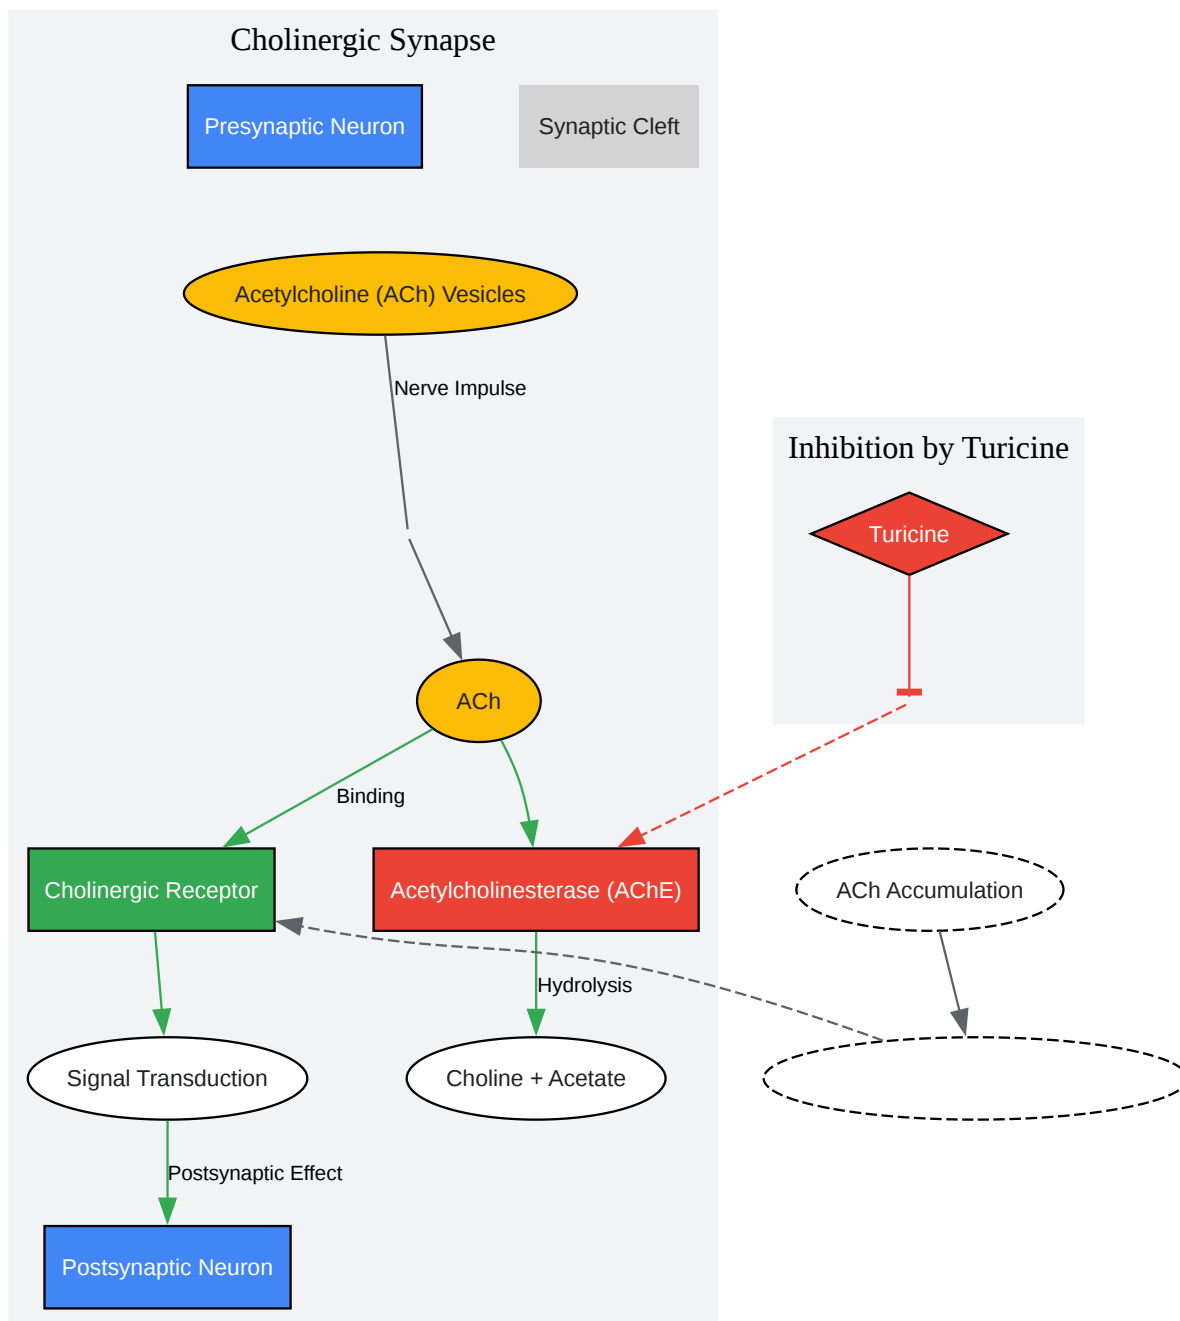 Cholinergic Synapse
Presynaptic Neuron
Synaptic Cleft
Acetylcholine (ACh) Vesicles
Nerve Impulse
Inhibition by Turicine
Turicine
ACh
Binding
Cholinergic Receptor
Acetylcholinesterase (AChE)
ACh Accumulation
Hydrolysis
Signal Transduction
Choline + Acetate
Postsynaptic Effect
Postsynaptic Neuron